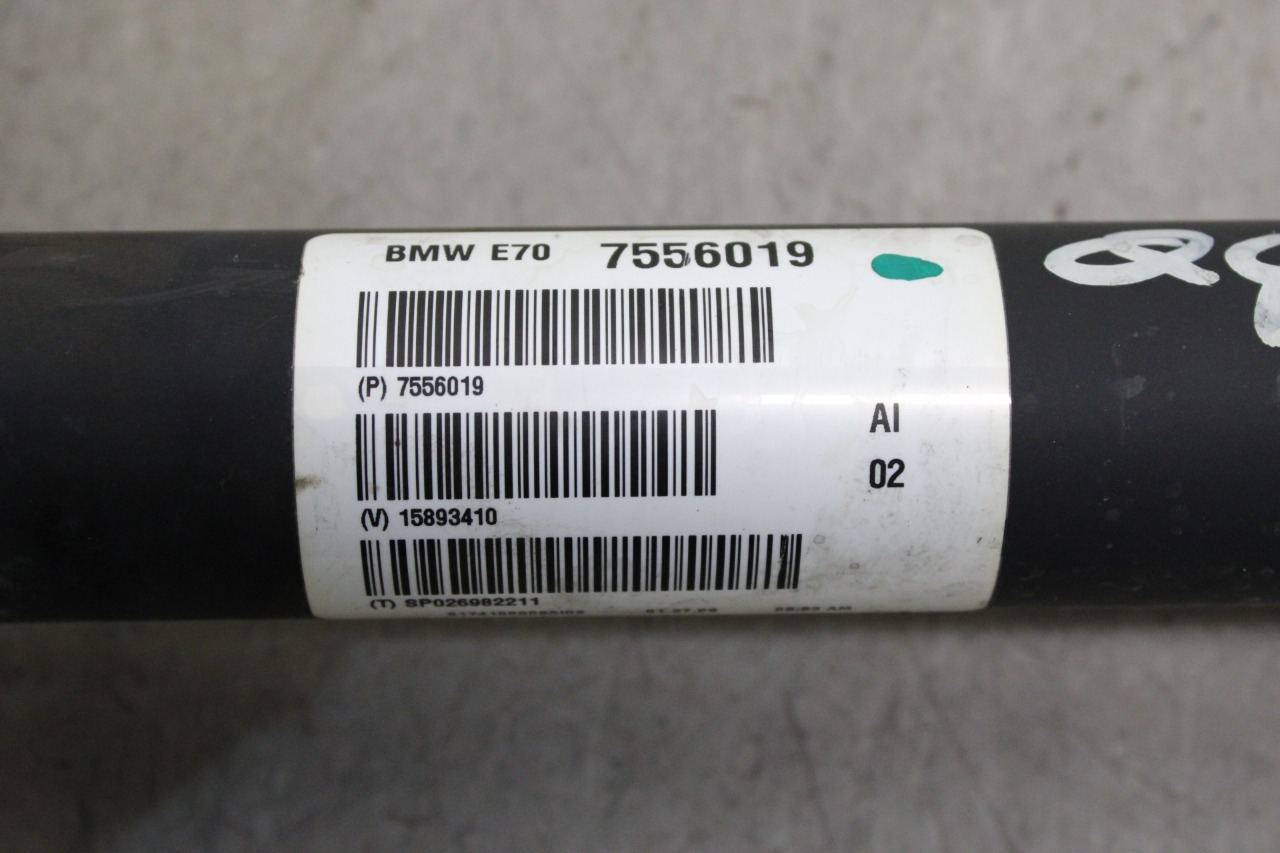 BMW E70 7556019
(P) 7556019
AI
02
(V) 15893410
(T) SP026982211